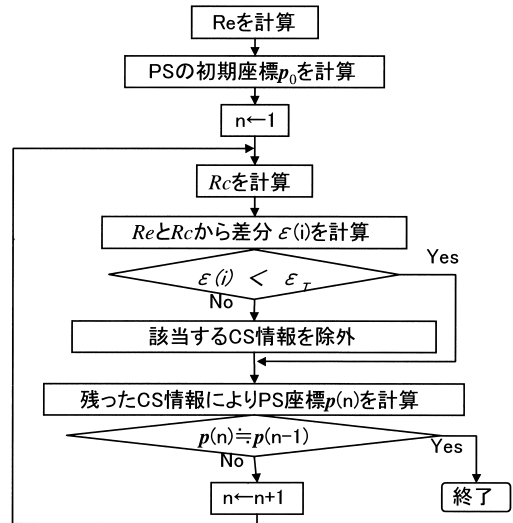 Reを計算
PSの初期座標p₀を計算
n←1
Rcを計算
ReとRcから差分 ε(i)を計算
Yes
ε(i) < ε_T
No
該当するCS情報を除外
残ったCS情報によりPS座標p(n)を計算
p(n)≒p(n-1)
Yes
No
n←n+1
終了